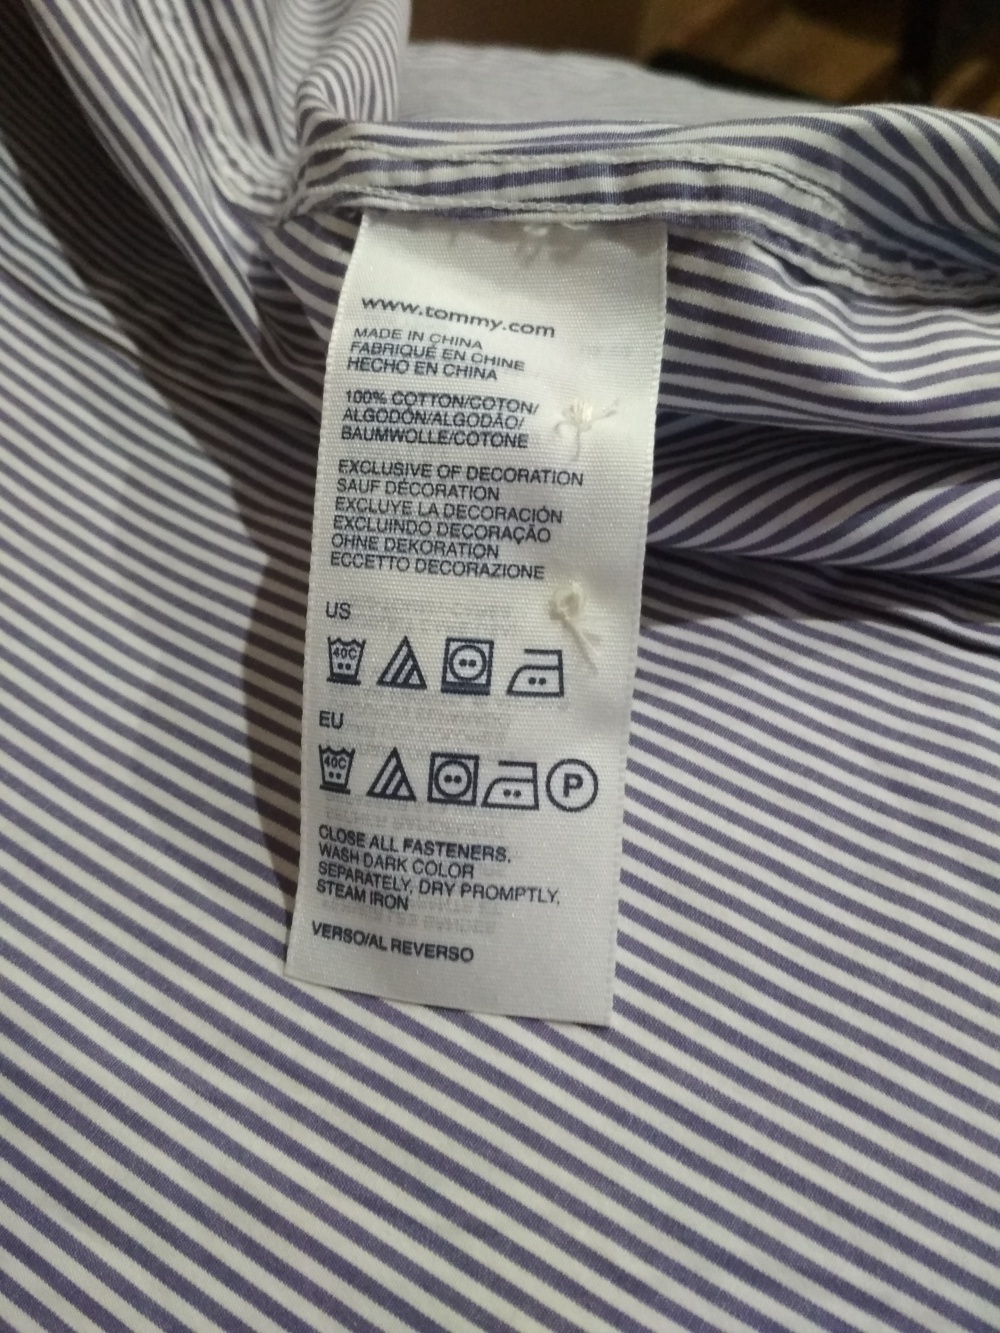 www.tommy.com
MADE IN CHINA
FABRIQUÉ EN CHINE
HECHO EN CHINA
100% COTTON/COTON/
ALGODÓN/ALGODÃO/
BAUMWOLLE/COTONE
EXCLUSIVE OF DECORATION
SAUF DÉCORATION
EXCLUYE LA DECORACIÓN
EXCLUINDO DECORAÇÃO
OHNE DEKORATION
ECCETTO DECORAZIONE
US
40C
EU
40C P
CLOSE ALL FASTENERS.
WASH DARK COLOR
SEPARATELY, DRY PROMPTLY,
STEAM IRON
VERSO/AL REVERSO